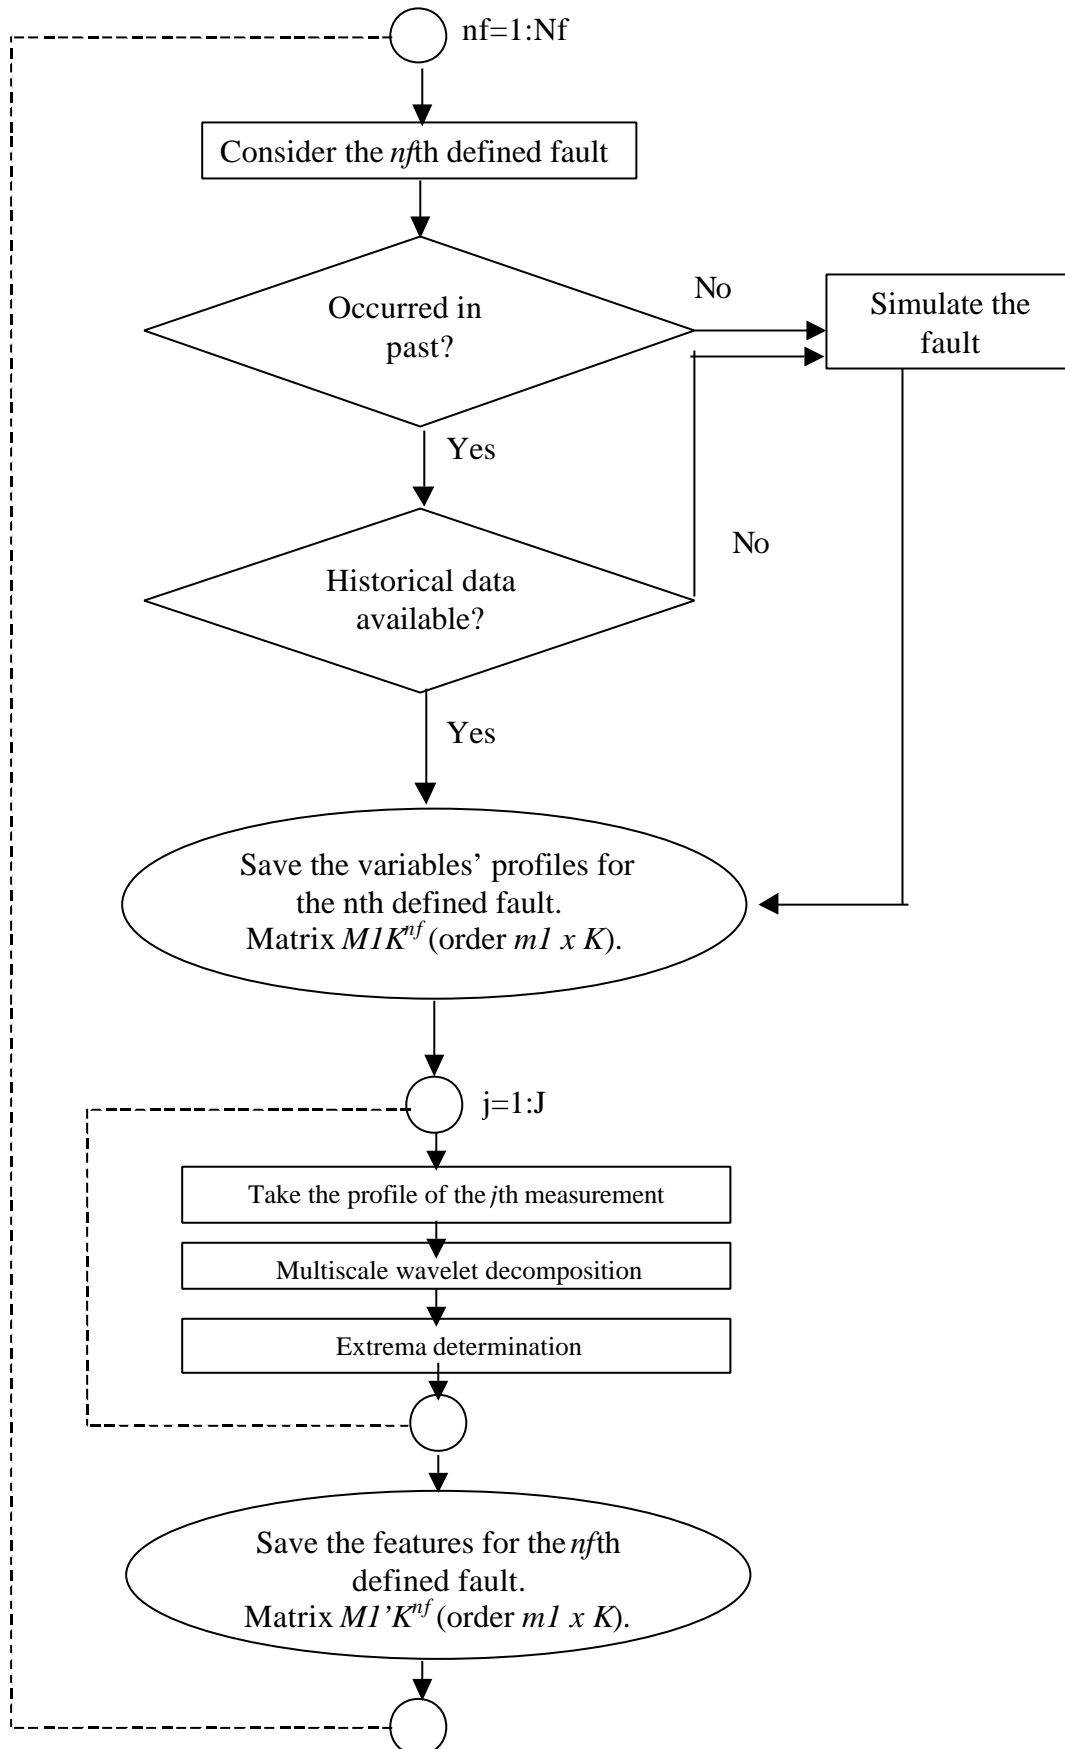 nf=1:Nf
Consider the nfth defined fault
Occurred in
past?
No
Simulate the
fault
Yes
Historical data
available?
No
Yes
Save the variables’ profiles for
the nth defined fault.
Matrix M1K^nf (order m1 x K).
j=1:J
Take the profile of the jth measurement
Multiscale wavelet decomposition
Extrema determination
Save the features for the nfth
defined fault.
Matrix M1’K^nf (order m1 x K).